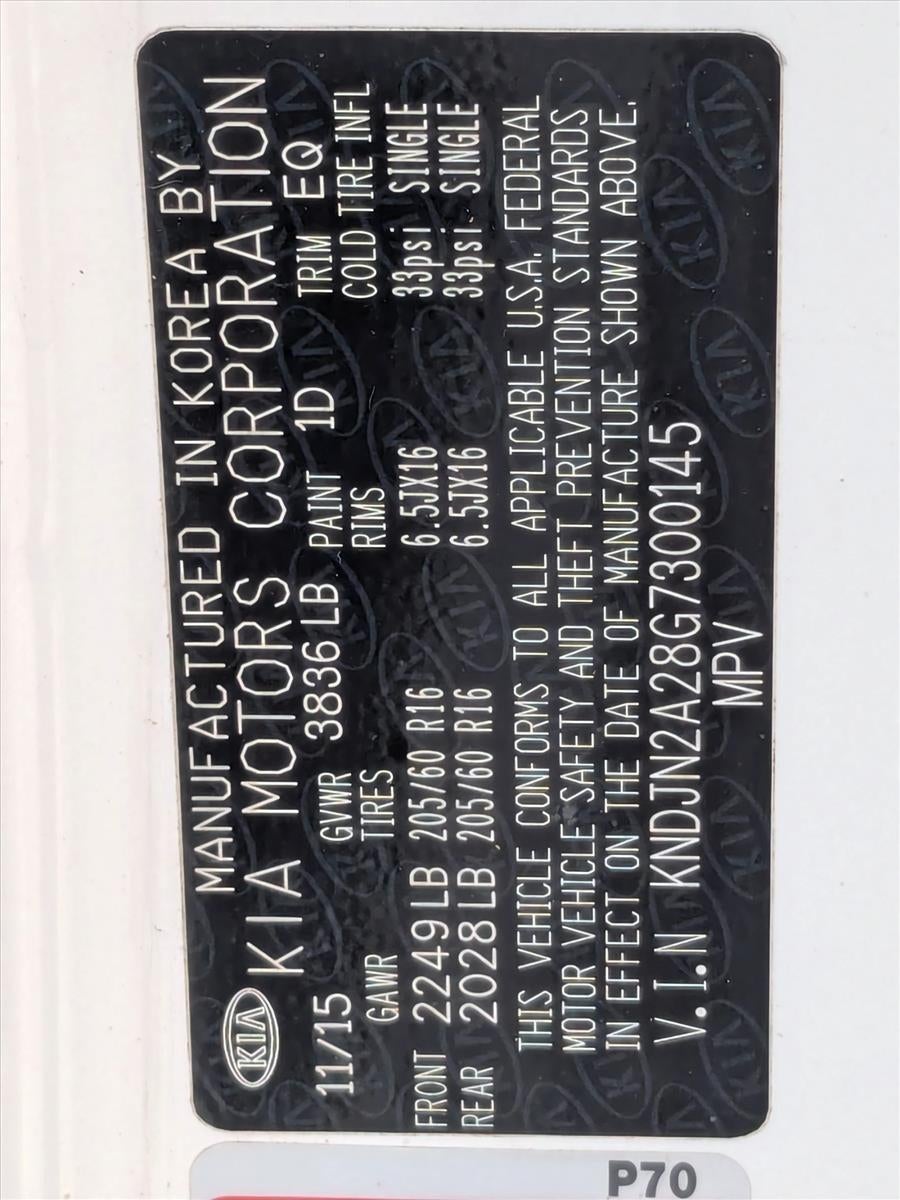 MANUFACTURED IN KOREA BY
KIA KIA MOTORS CORPORATION
11/15 GVWR 3836LB PAINT 1D TRIM EQ
GAWR TIRES RIMS COLD TIRE INFL
FRONT 2249LB 205/60 R16 6.5JX16 33psi SINGLE
REAR 2028LB 205/60 R16 6.5JX16 33psi SINGLE
THIS VEHICLE CONFORMS TO ALL APPLICABLE U.S.A. FEDERAL
MOTOR VEHICLE SAFETY AND THEFT PREVENTION STANDARDS
IN EFFECT ON THE DATE OF MANUFACTURE SHOWN ABOVE.
V.I.N KNDJN2A28G7300145
MPV
P70